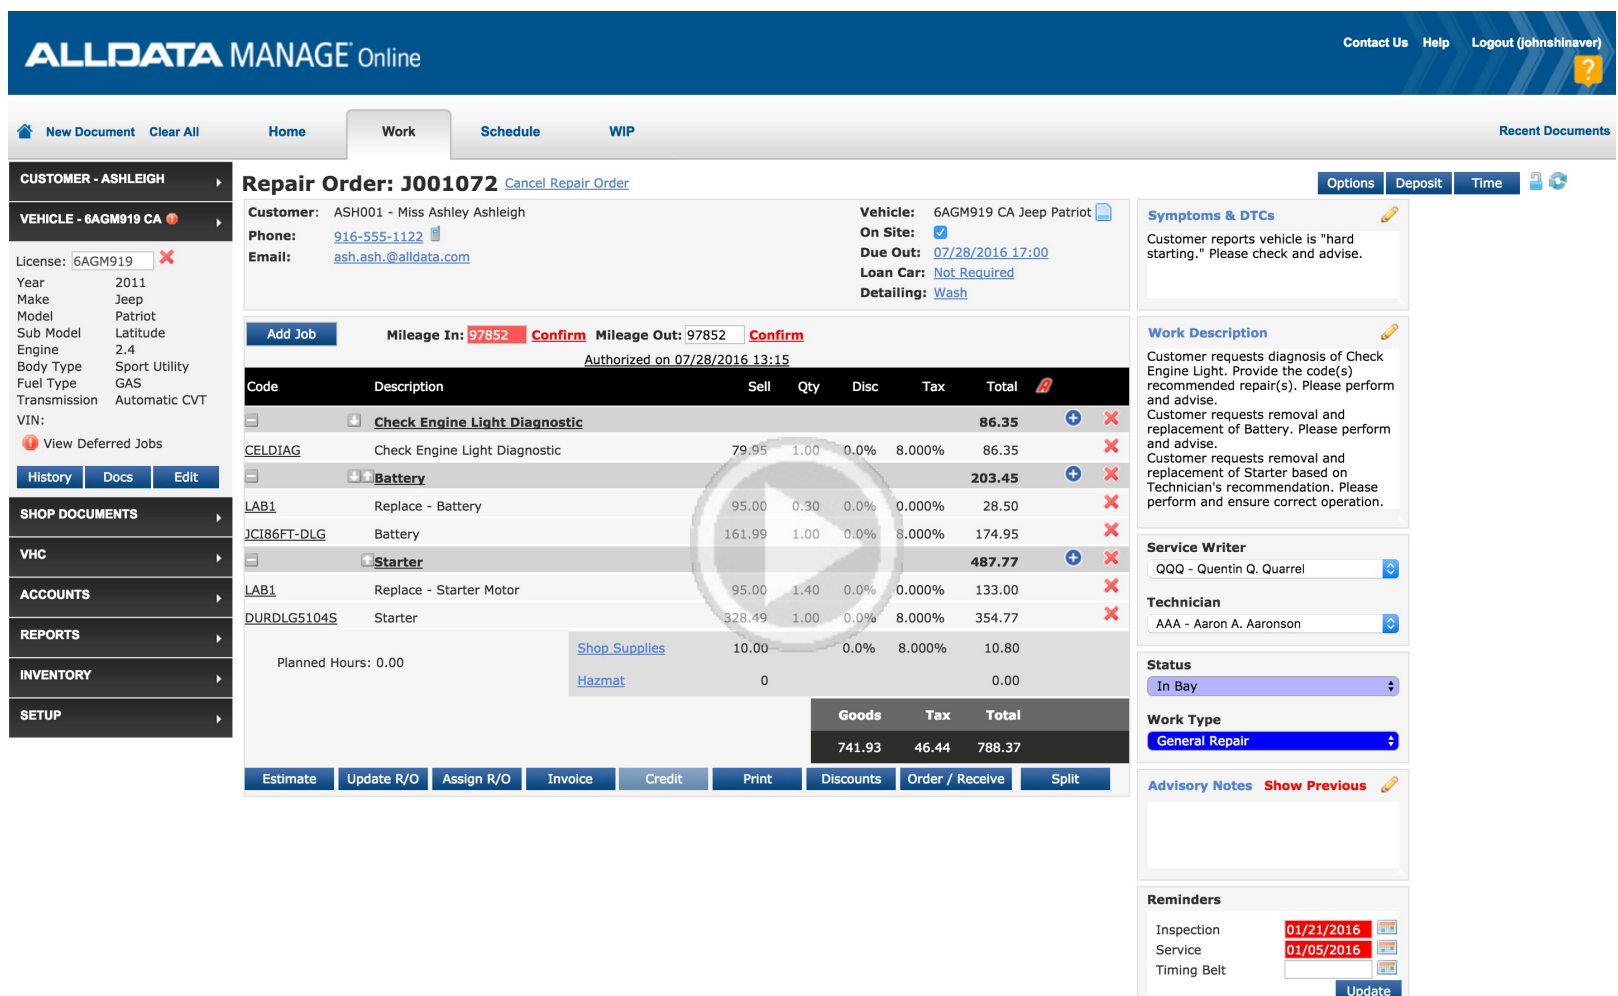 ALLDATA MANAGE Online
Contact Us Help Logout (johnshinaver)
?
New Document Clear All Home Work Schedule WIP Recent Documents
CUSTOMER - ASHLEIGH
VEHICLE - 6AGM919 CA
License: 6AGM919
Year 2011
Make Jeep
Model Patriot
Sub Model Latitude
Engine 2.4
Body Type Sport Utility
Fuel Type GAS
Transmission Automatic CVT
VIN:
View Deferred Jobs
History Docs Edit
SHOP DOCUMENTS
VHC
ACCOUNTS
REPORTS
INVENTORY
SETUP
Repair Order: J001072 Cancel Repair Order
Options Deposit Time
Customer: ASH001 - Miss Ashley Ashleigh
Phone: 916-555-1122
Email: ash.ash.@alldata.com
Vehicle: 6AGM919 CA Jeep Patriot
On Site:
Due Out: 07/28/2016 17:00
Loan Car: Not Required
Detailing: Wash
Add Job Mileage In: 97852 Confirm Mileage Out: 97852 Confirm
Authorized on 07/28/2016 13:15
Code Description Sell Qty Disc Tax Total
Check Engine Light Diagnostic 86.35
CELDIAG Check Engine Light Diagnostic 79.95 1.00 0.0% 8.000% 86.35
Battery 203.45
LAB1 Replace - Battery 95.00 0.30 0.0% 0.000% 28.50
JCI86FT-DLG Battery 161.99 1.00 0.0% 8.000% 174.95
Starter 487.77
LAB1 Replace - Starter Motor 95.00 1.40 0.0% 0.000% 133.00
DURDLG5104S Starter 328.49 1.00 0.0% 8.000% 354.77
Planned Hours: 0.00
Shop Supplies 10.00 0.0% 8.000% 10.80
Hazmat 0 0.00
Goods Tax Total
741.93 46.44 788.37
Estimate Update R/O Assign R/O Invoice Credit Print Discounts Order / Receive Split
Symptoms & DTCs
Customer reports vehicle is "hard
starting." Please check and advise.
Work Description
Customer requests diagnosis of Check
Engine Light. Provide the code(s)
recommended repair(s). Please perform
and advise.
Customer requests removal and
replacement of Battery. Please perform
and advise.
Customer requests removal and
replacement of Starter based on
Technician's recommendation. Please
perform and ensure correct operation.
Service Writer
QQQ - Quentin Q. Quarrel
Technician
AAA - Aaron A. Aaronson
Status
In Bay
Work Type
General Repair
Advisory Notes Show Previous
Reminders
Inspection 01/21/2016
Service 01/05/2016
Timing Belt
Update